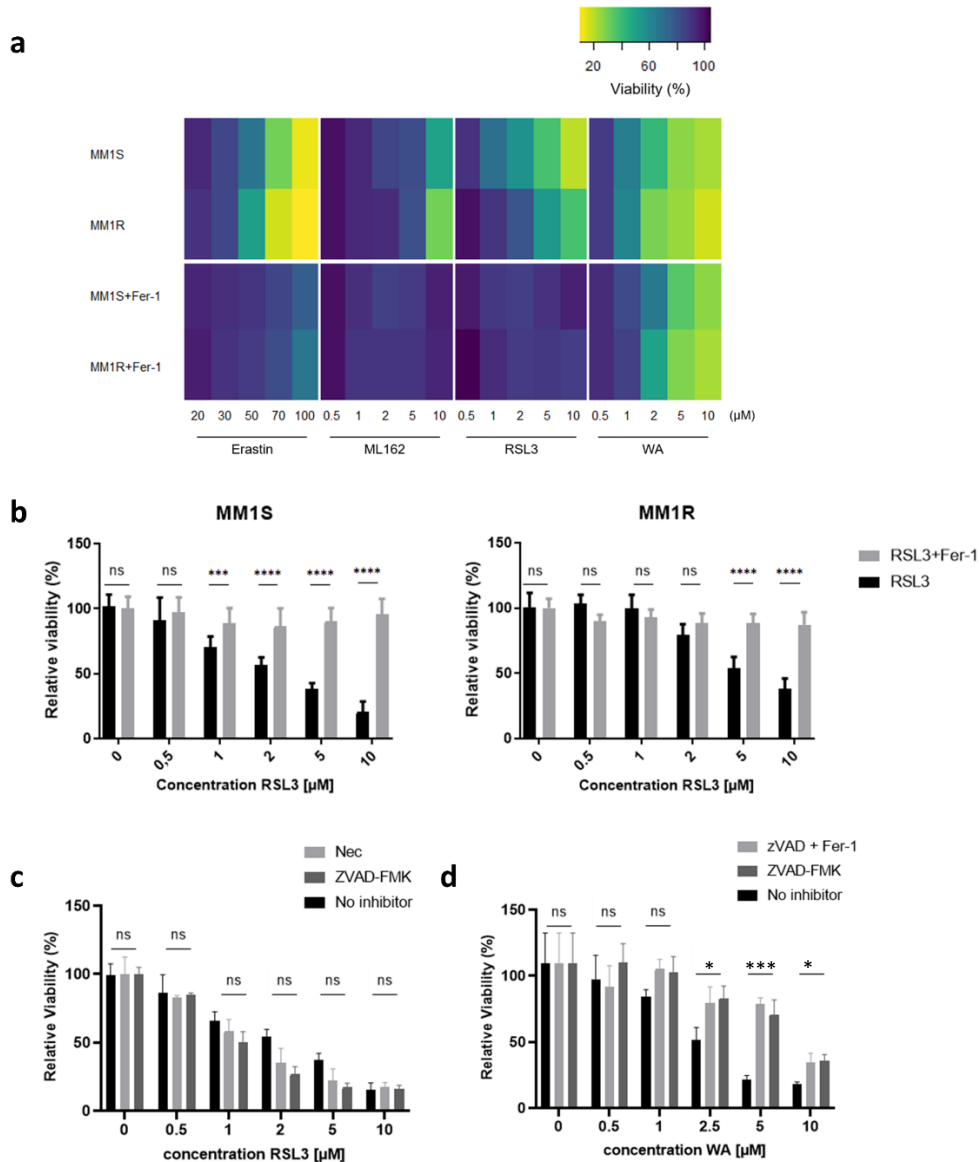 a
20 60 100
Viability (%)
MM1S
MM1R
MM1S+Fer-1
MM1R+Fer-1
20 30 50 70 100 0.5 1 2 5 10 0.5 1 2 5 10 0.5 1 2 5 10 (µM)
Erastin ML162 RSL3 WA
b
MM1S
Relative viability (%)
150
100
50
0
ns ns *** **** **** ****
0 0,5 1 2 5 10
Concentration RSL3 [µM]
MM1R
Relative viability (%)
150
100
50
0
ns ns ns ns **** ****
0 0.5 1 2 5 10
Concentration RSL3 [µM]
RSL3+Fer-1
RSL3
c
Nec
ZVAD-FMK
No inhibitor
Relative Viability (%)
150
100
50
0
ns ns ns ns ns ns
0 0.5 1 2 5 10
concentration RSL3 [µM]
d
zVAD + Fer-1
ZVAD-FMK
No inhibitor
Relative Viability (%)
150
100
50
0
ns ns ns * *** *
0 0.5 1 2.5 5 10
concentration WA [µM]